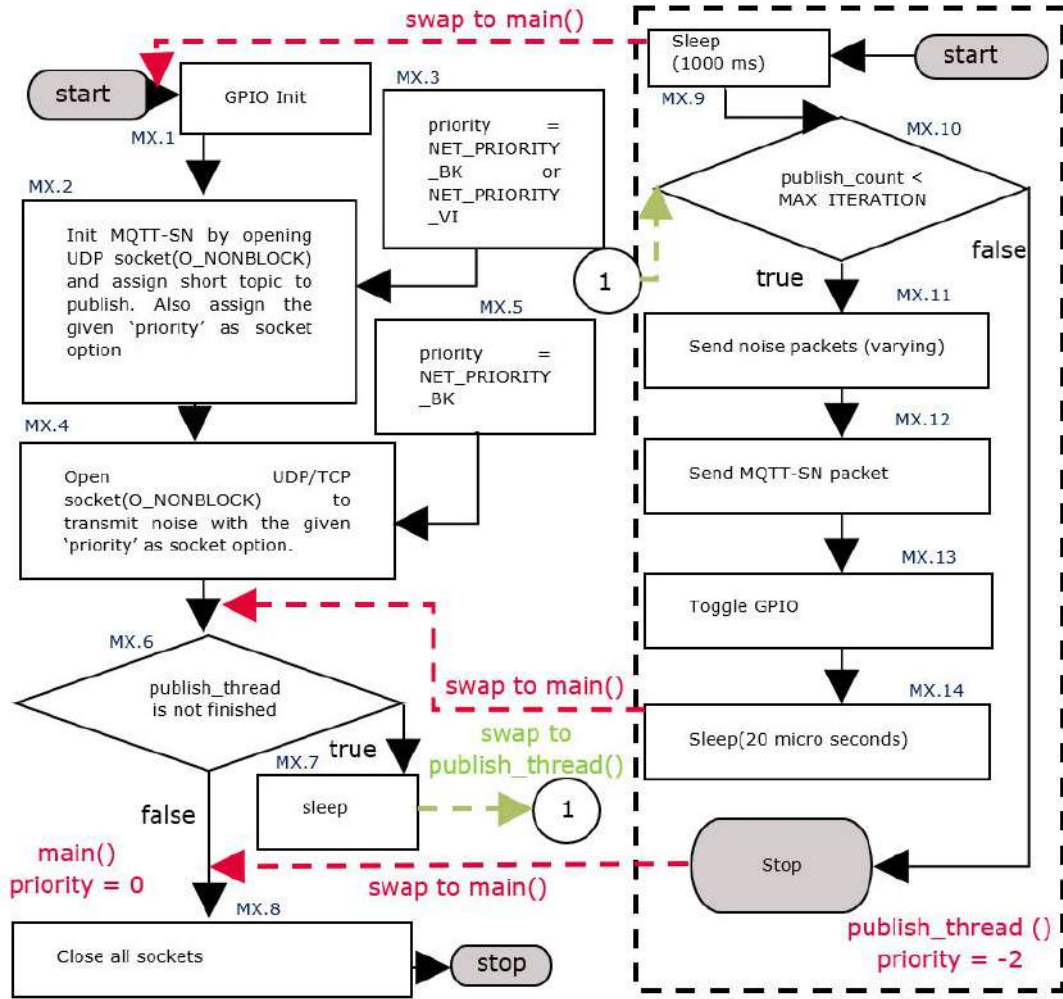 swap to main()
start
GPIO Init
MX.1
MX.2
Init MQTT-SN by opening
UDP socket(O_NONBLOCK)
and assign short topic to
publish. Also assign the
given ‘priority’ as socket
option
MX.3
priority =
NET_PRIORITY
_BK or
NET_PRIORITY
_VI
MX.4
Open UDP/TCP
socket(O_NONBLOCK) to
transmit noise with the given
‘priority’ as socket option.
MX.5
priority =
NET_PRIORITY
_BK
MX.6
publish_thread
is not finished
true
MX.7
sleep
swap to
publish_thread()
1
false
main()
priority = 0
MX.8
Close all sockets
stop
start
Sleep
(1000 ms)
MX.9
MX.10
publish_count <
MAX ITERATION
1
true
false
MX.11
Send noise packets (varying)
MX.12
Send MQTT-SN packet
MX.13
Toggle GPIO
MX.14
Sleep(20 micro seconds)
swap to main()
Stop
swap to main()
publish_thread ()
priority = -2